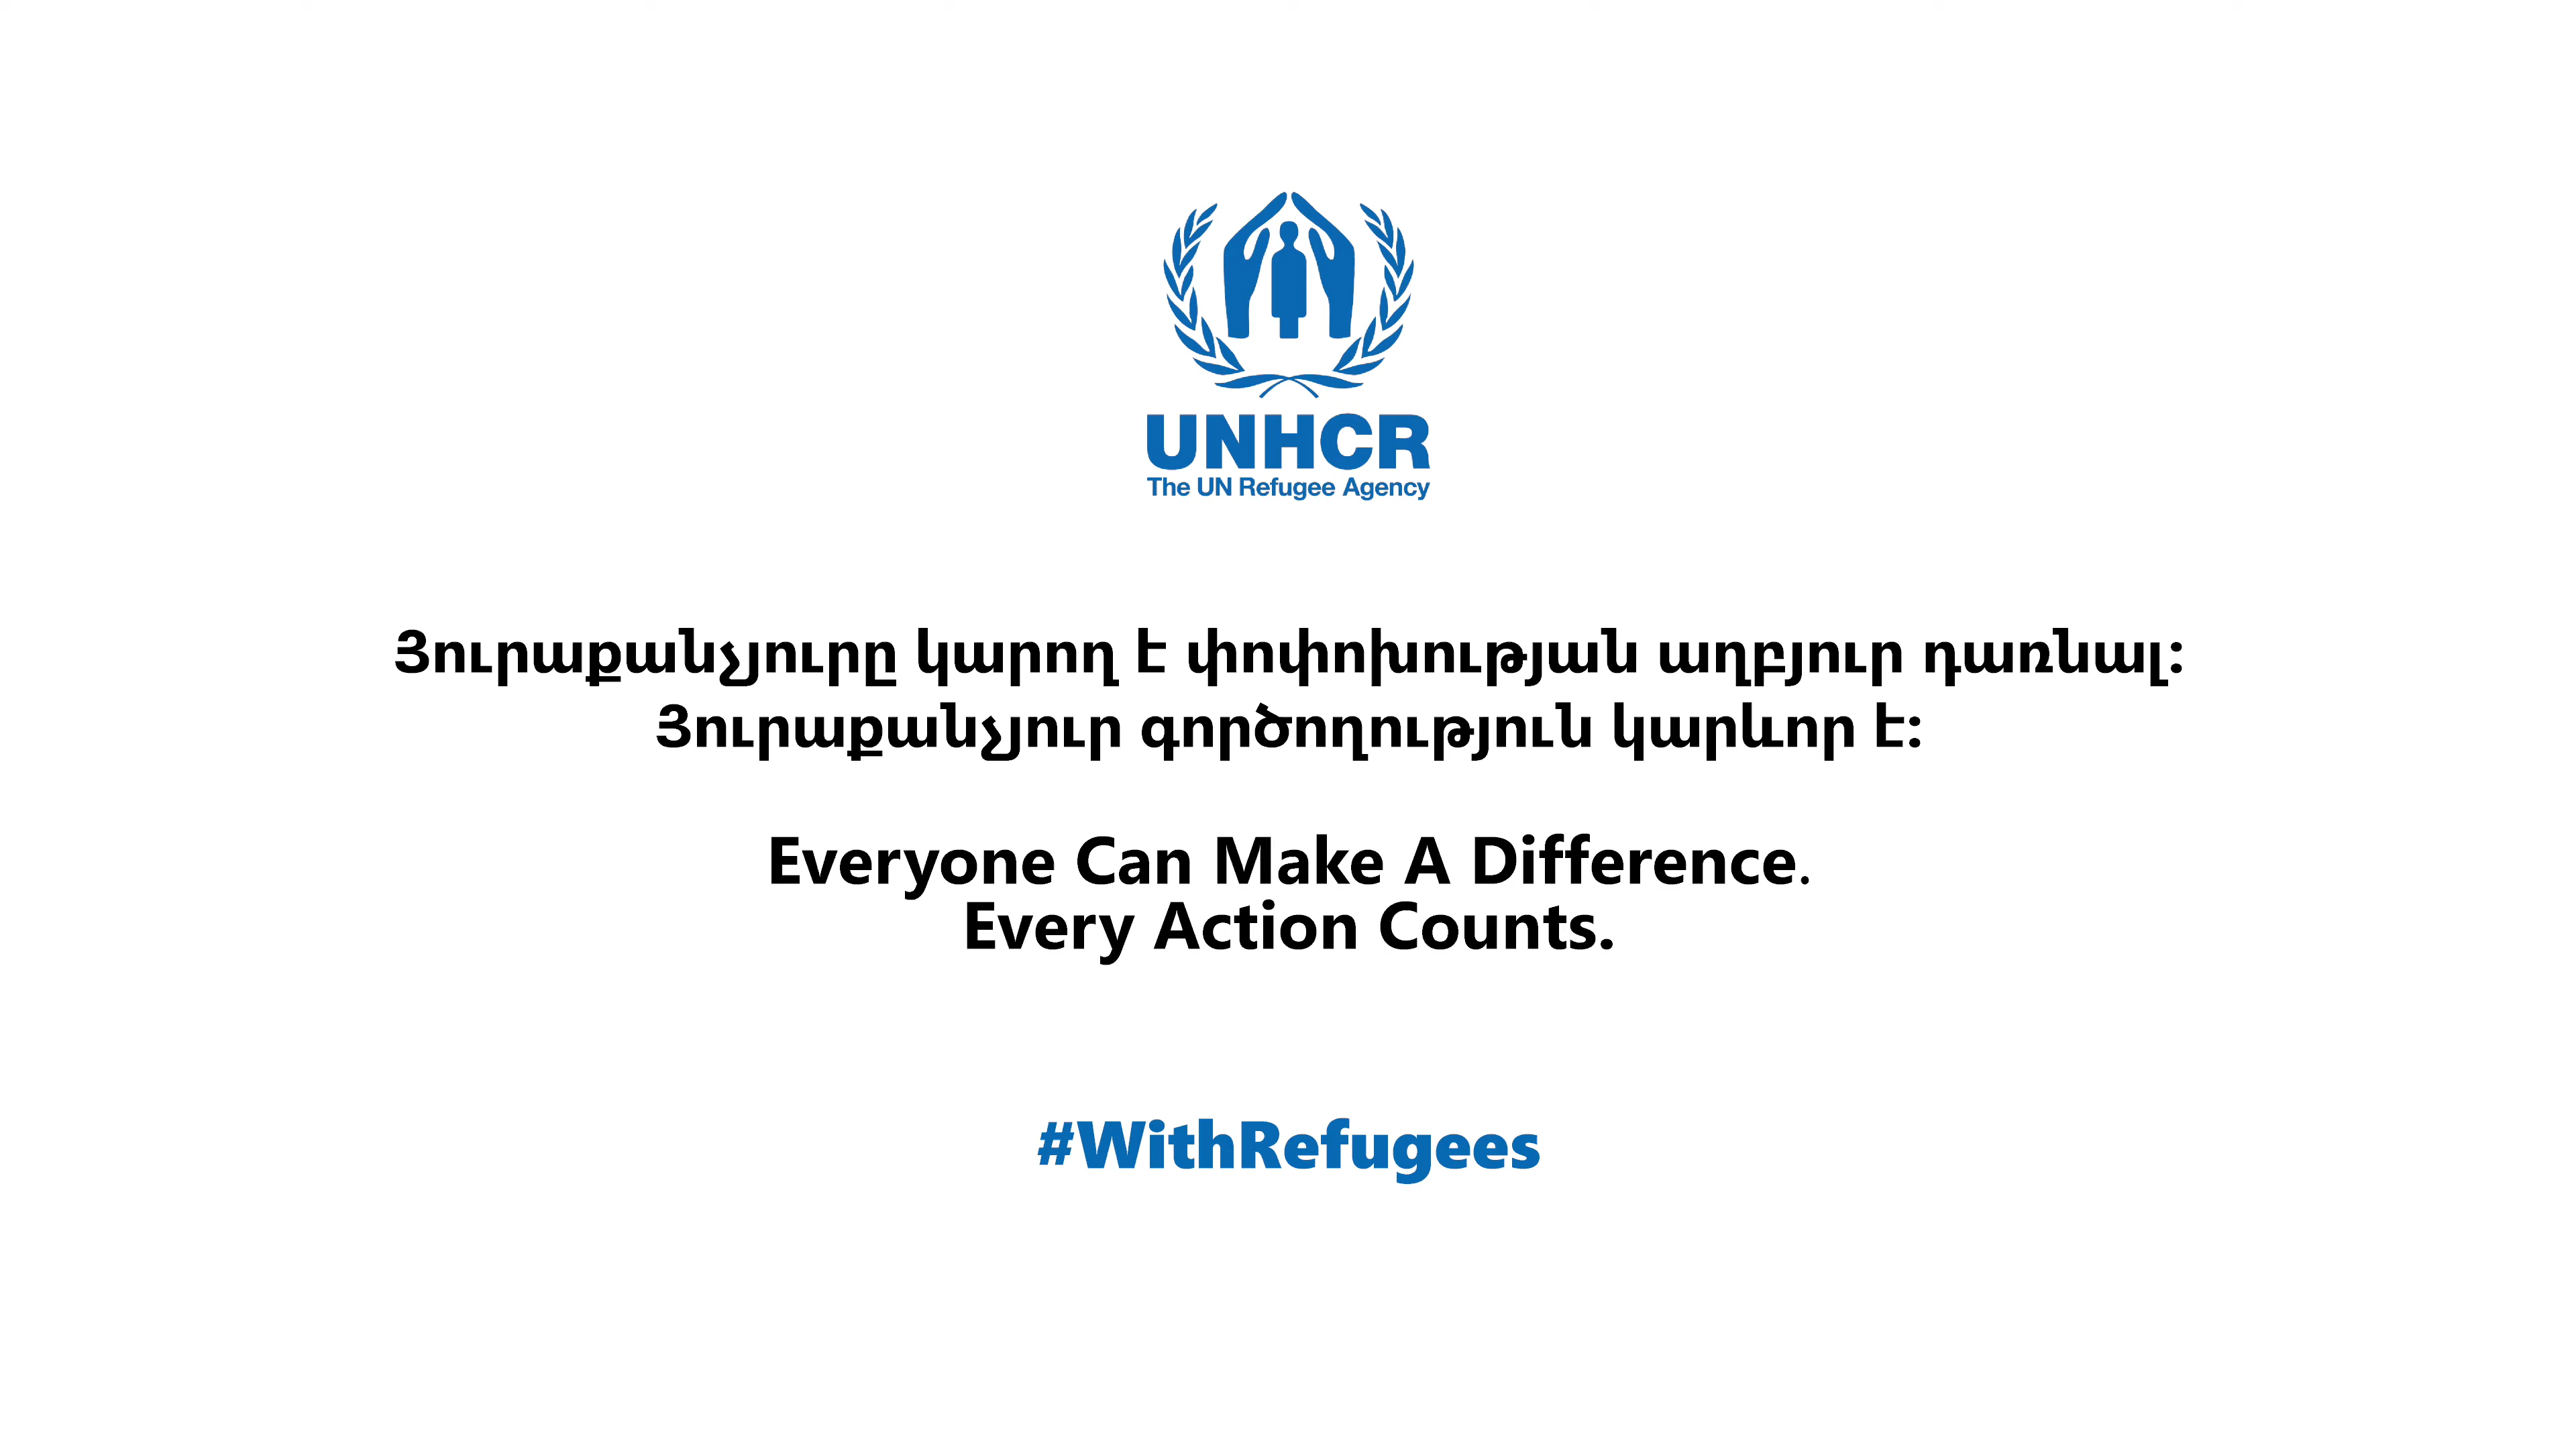 UNHCR
The UN Refugee Agency
Յուրաքանչյուրը կարող է փոփոխության աղբյուր դառնալ:
Յուրաքանչյուր գործողություն կարևոր է:
Everyone Can Make A Difference.
Every Action Counts.
#WithRefugees